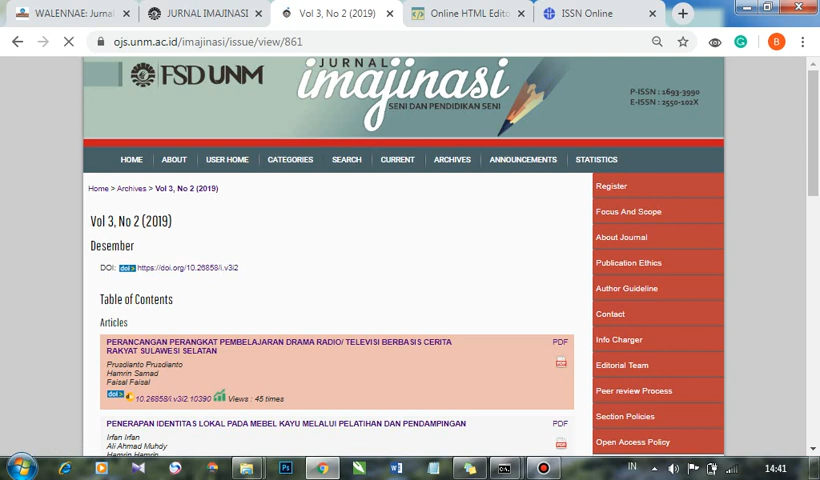 WALENNAE: Jurnal
JURNAL IMAJINASI
Vol 3, No 2 (2019)
Online HTML Edito
ISSN Online
ojs.unm.ac.id/imajinasi/issue/view/861
B
FSD UNM
JURNAL
imajinasi
SENI DAN PENDIDIKAN SENI
P-ISSN : 1693-3990
E-ISSN : 2550-102X
HOME ABOUT USER HOME CATEGORIES SEARCH CURRENT ARCHIVES ANNOUNCEMENTS STATISTICS
Home > Archives > Vol 3, No 2 (2019)
Vol 3, No 2 (2019)
Desember
DOI: doi> https://doi.org/10.26858/i.v3i2
Table of Contents
Articles
PERANCANGAN PERANGKAT PEMBELAJARAN DRAMA RADIO/ TELEVISI BERBASIS CERITA PDF
RAKYAT SULAWESI SELATAN
Prusdianto Prusdianto
Hamrin Samad
Faisal Faisal
doi> 10.26858/i.v3i2.10390 Views : 45 times
PENERAPAN IDENTITAS LOKAL PADA MEBEL KAYU MELALUI PELATIHAN DAN PENDAMPINGAN PDF
Irfan Irfan
Ali Ahmad Muhdy
Hamrin Hamrin
Register
Focus And Scope
About Journal
Publication Ethics
Author Guideline
Contact
Info Charger
Editorial Team
Peer review Process
Section Policies
Open Access Policy
IN 14:41